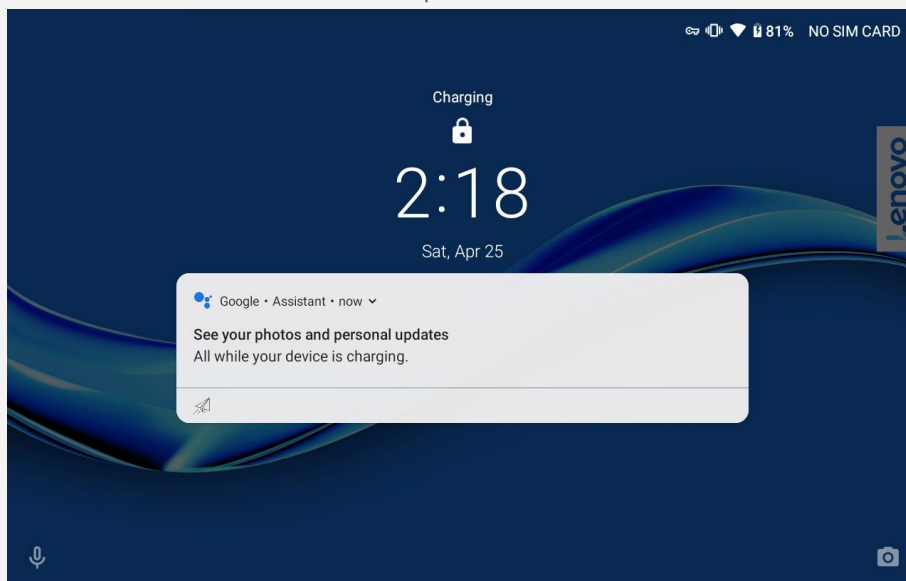 81% NO SIM CARD
Charging
2:18
Sat, Apr 25
Lenovo
Google • Assistant • now
See your photos and personal updates
All while your device is charging.